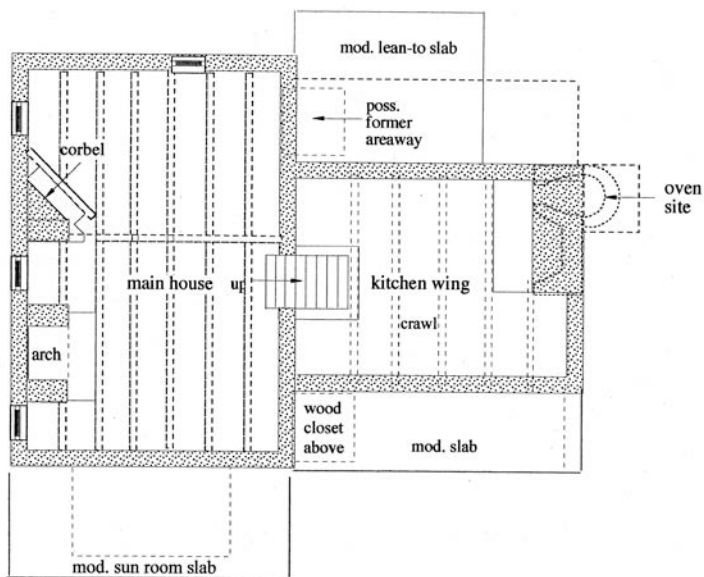 mod. lean-to slab
poss.
former
areaway
corbel
oven
site
main house
up
kitchen wing
crawl
arch
wood
closet
above
mod. slab
mod. sun room slab